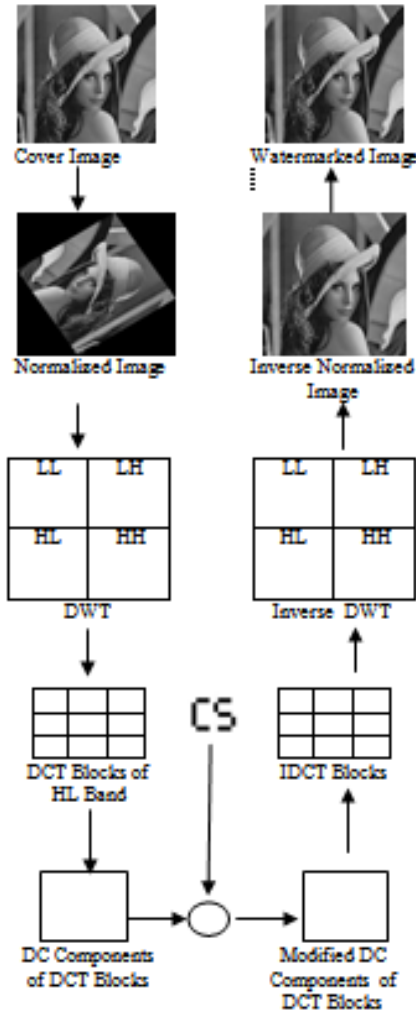 Cover Image
Watermarked Image
Normalized Image
Inverse Normalized
Image
LL LH
HL HH
DWT
LL LH
HL HH
Inverse DWT
CS
DCT Blocks of
HL Band
IDCT Blocks
DC Components
of DCT Blocks
Modified DC
Components of
DCT Blocks